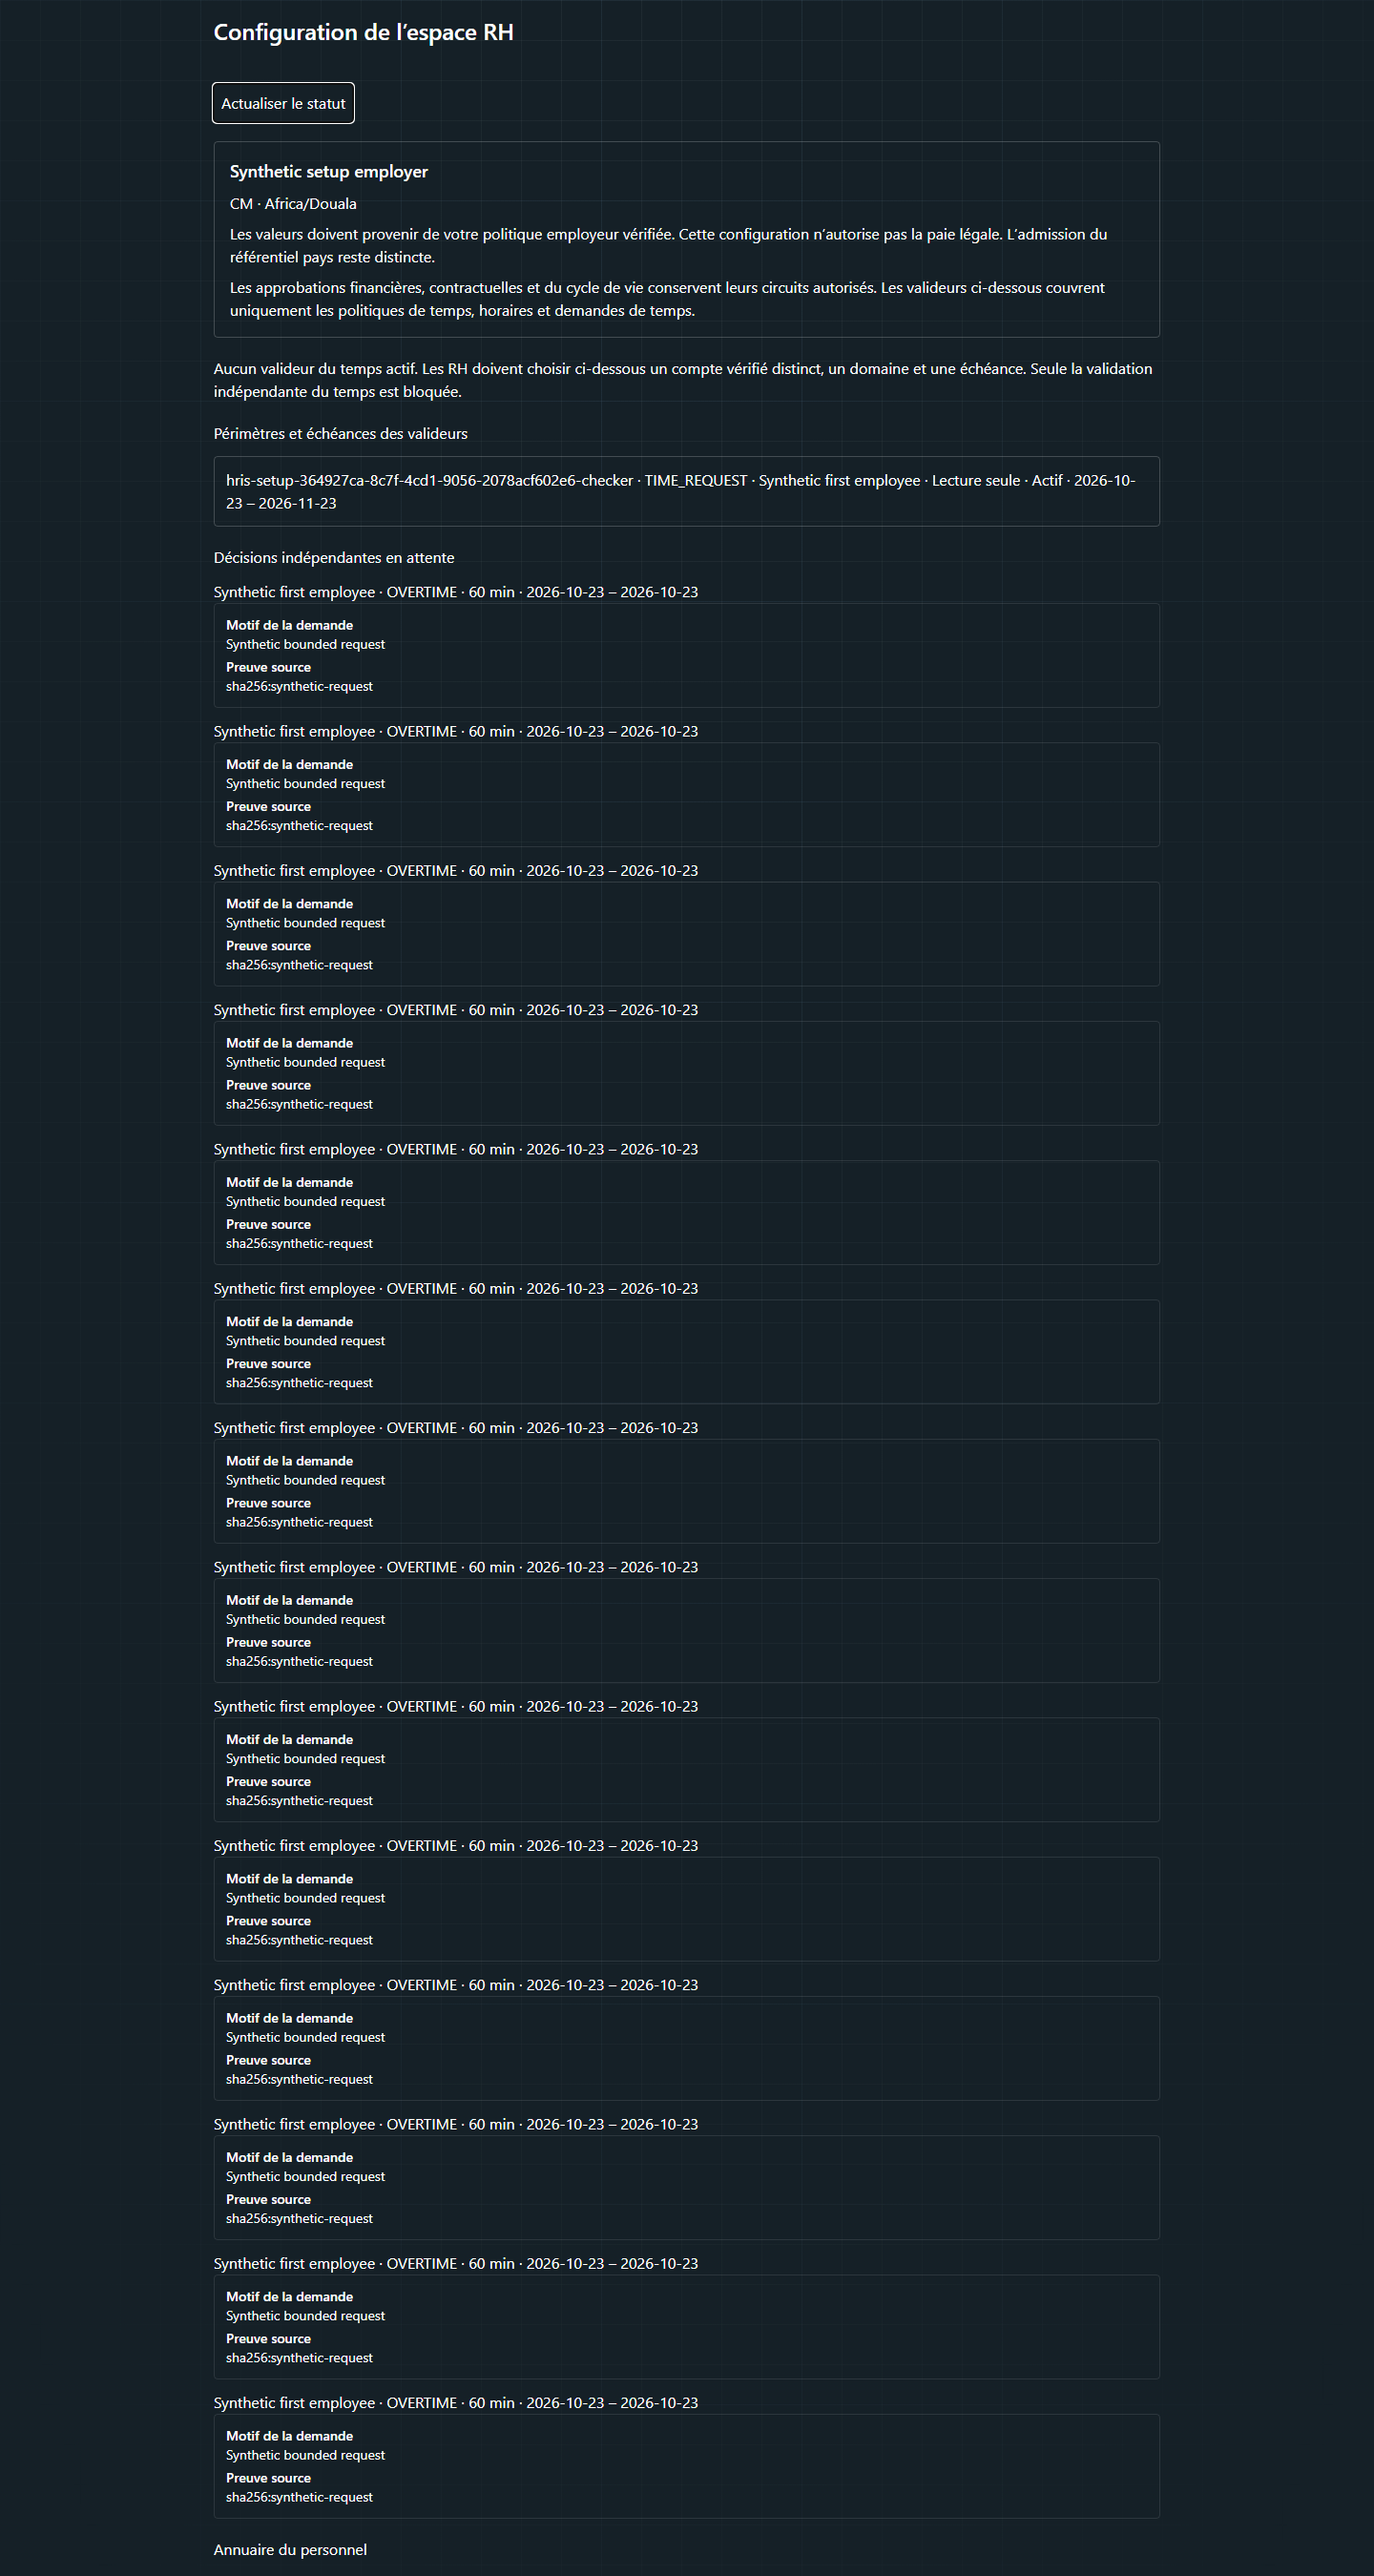 Configuration de l’espace RH
Actualiser le statut
Synthetic setup employer
CM · Africa/Douala
Les valeurs doivent provenir de votre politique employeur vérifiée. Cette configuration n’autorise pas la paie légale. L’admission du
référentiel pays reste distincte.
Les approbations financières, contractuelles et du cycle de vie conservent leurs circuits autorisés. Les valideurs ci-dessous couvrent
uniquement les politiques de temps, horaires et demandes de temps.
Aucun valideur du temps actif. Les RH doivent choisir ci-dessous un compte vérifié distinct, un domaine et une échéance. Seule la validation
indépendante du temps est bloquée.
Périmètres et échéances des valideurs
hris-setup-364927ca-8c7f-4cd1-9056-2078acf602e6-checker · TIME_REQUEST · Synthetic first employee · Lecture seule · Actif · 2026-10-
23 – 2026-11-23
Décisions indépendantes en attente
Synthetic first employee · OVERTIME · 60 min · 2026-10-23 – 2026-10-23
Motif de la demande
Synthetic bounded request
Preuve source
sha256:synthetic-request
Synthetic first employee · OVERTIME · 60 min · 2026-10-23 – 2026-10-23
Motif de la demande
Synthetic bounded request
Preuve source
sha256:synthetic-request
Synthetic first employee · OVERTIME · 60 min · 2026-10-23 – 2026-10-23
Motif de la demande
Synthetic bounded request
Preuve source
sha256:synthetic-request
Synthetic first employee · OVERTIME · 60 min · 2026-10-23 – 2026-10-23
Motif de la demande
Synthetic bounded request
Preuve source
sha256:synthetic-request
Synthetic first employee · OVERTIME · 60 min · 2026-10-23 – 2026-10-23
Motif de la demande
Synthetic bounded request
Preuve source
sha256:synthetic-request
Synthetic first employee · OVERTIME · 60 min · 2026-10-23 – 2026-10-23
Motif de la demande
Synthetic bounded request
Preuve source
sha256:synthetic-request
Synthetic first employee · OVERTIME · 60 min · 2026-10-23 – 2026-10-23
Motif de la demande
Synthetic bounded request
Preuve source
sha256:synthetic-request
Synthetic first employee · OVERTIME · 60 min · 2026-10-23 – 2026-10-23
Motif de la demande
Synthetic bounded request
Preuve source
sha256:synthetic-request
Synthetic first employee · OVERTIME · 60 min · 2026-10-23 – 2026-10-23
Motif de la demande
Synthetic bounded request
Preuve source
sha256:synthetic-request
Synthetic first employee · OVERTIME · 60 min · 2026-10-23 – 2026-10-23
Motif de la demande
Synthetic bounded request
Preuve source
sha256:synthetic-request
Synthetic first employee · OVERTIME · 60 min · 2026-10-23 – 2026-10-23
Motif de la demande
Synthetic bounded request
Preuve source
sha256:synthetic-request
Synthetic first employee · OVERTIME · 60 min · 2026-10-23 – 2026-10-23
Motif de la demande
Synthetic bounded request
Preuve source
sha256:synthetic-request
Synthetic first employee · OVERTIME · 60 min · 2026-10-23 – 2026-10-23
Motif de la demande
Synthetic bounded request
Preuve source
sha256:synthetic-request
Synthetic first employee · OVERTIME · 60 min · 2026-10-23 – 2026-10-23
Motif de la demande
Synthetic bounded request
Preuve source
sha256:synthetic-request
Annuaire du personnel